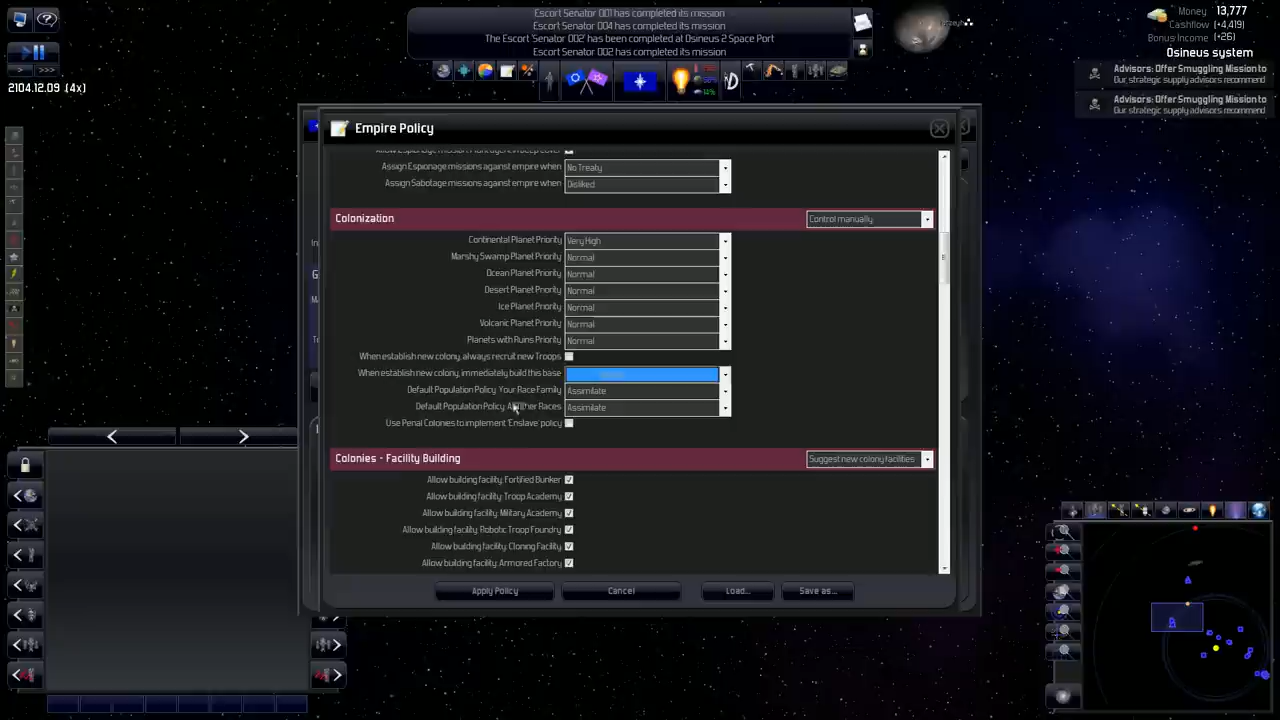 Escort Senator 001 has completed its mission
Escort Senator 004 has completed its mission
The Escort 'Senator 002' has been completed at Osineus 2 Space Port
Escort Senator 002 has completed its mission
Money 13,777
Cashflow (+4,419)
Bonus Income (+26)
Osineus system
Advisors: Offer Smuggling Mission to
Our strategic supply advisors recommend
Advisors: Offer Smuggling Mission to
Our strategic supply advisors recommend
2104.12.09 (4x)
14%
Empire Policy
Assign Espionage missions against empire when No Treaty
Assign Sabotage missions against empire when Disliked
Colonization Control manually
Continental Planet Priority Very High
Marshy Swamp Planet Priority Normal
Ocean Planet Priority Normal
Desert Planet Priority Normal
Ice Planet Priority Normal
Volcanic Planet Priority Normal
Planets with Ruins Priority Normal
When establish new colony, always recruit new Troops
When establish new colony, immediately build this base
Default Population Policy: Your Race Family Assimilate
Default Population Policy: All Other Races Assimilate
Use Penal Colonies to implement 'Enslave' policy
Colonies - Facility Building Suggest new colony facilities
Allow building facility: Fortified Bunker
Allow building facility: Troop Academy
Allow building facility: Military Academy
Allow building facility: Robotic Troop Foundry
Allow building facility: Cloning Facility
Allow building facility: Armored Factory
Apply Policy Cancel Load... Save as...